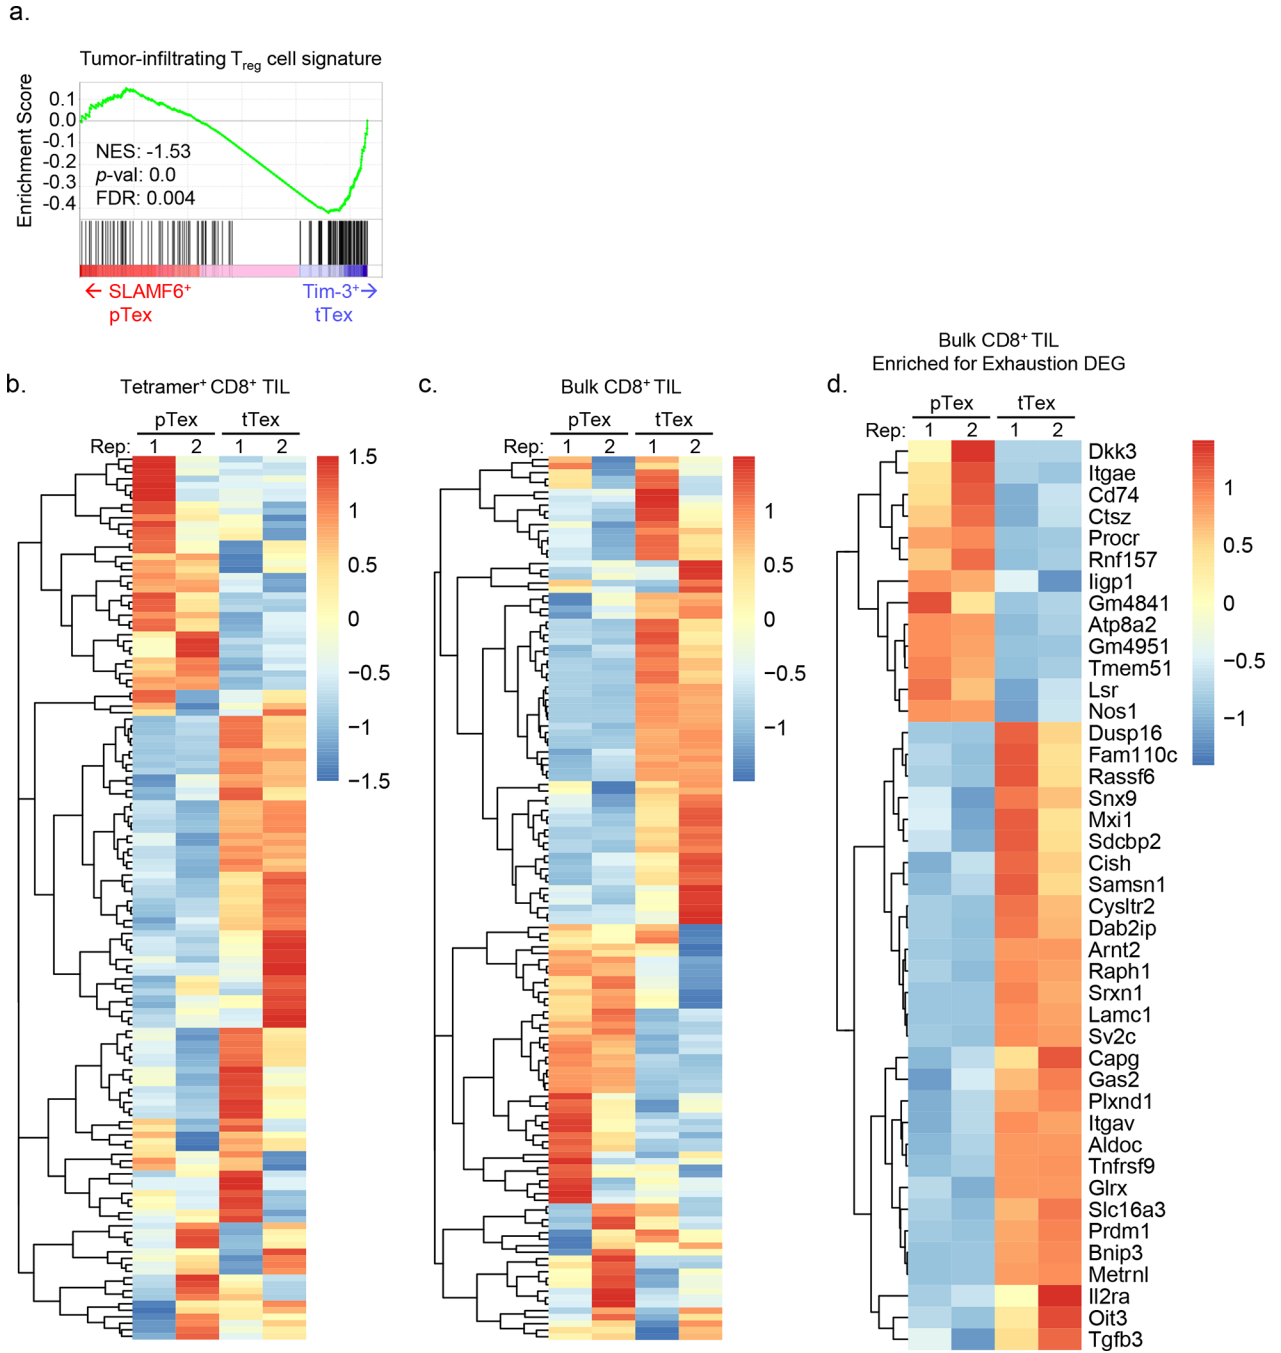 a.
Tumor-infiltrating Treg cell signature
Enrichment Score
0.1
0.0
-0.1
-0.2
-0.3
-0.4
NES: -1.53
p-val: 0.0
FDR: 0.004
← SLAMF6+
pTex
Tim-3+→
tTex
b.
Tetramer+ CD8+ TIL
pTex tTex
Rep: 1 2 1 2
1.5
1
0.5
0
−0.5
−1
−1.5
c.
Bulk CD8+ TIL
pTex tTex
Rep: 1 2 1 2
1
0.5
0
−0.5
−1
d.
Bulk CD8+ TIL
Enriched for Exhaustion DEG
pTex tTex
Rep: 1 2 1 2
Dkk3
Itgae
Cd74
Ctsz
Procr
Rnf157
Iigp1
Gm4841
Atp8a2
Gm4951
Tmem51
Lsr
Nos1
Dusp16
Fam110c
Rassf6
Snx9
Mxi1
Sdcbp2
Cish
Samsn1
Cysltr2
Dab2ip
Arnt2
Raph1
Srxn1
Lamc1
Sv2c
Capg
Gas2
Plxnd1
Itgav
Aldoc
Tnfrsf9
Glrx
Slc16a3
Prdm1
Bnip3
Metrnl
Il2ra
Oit3
Tgfb3
1
0.5
0
−0.5
−1